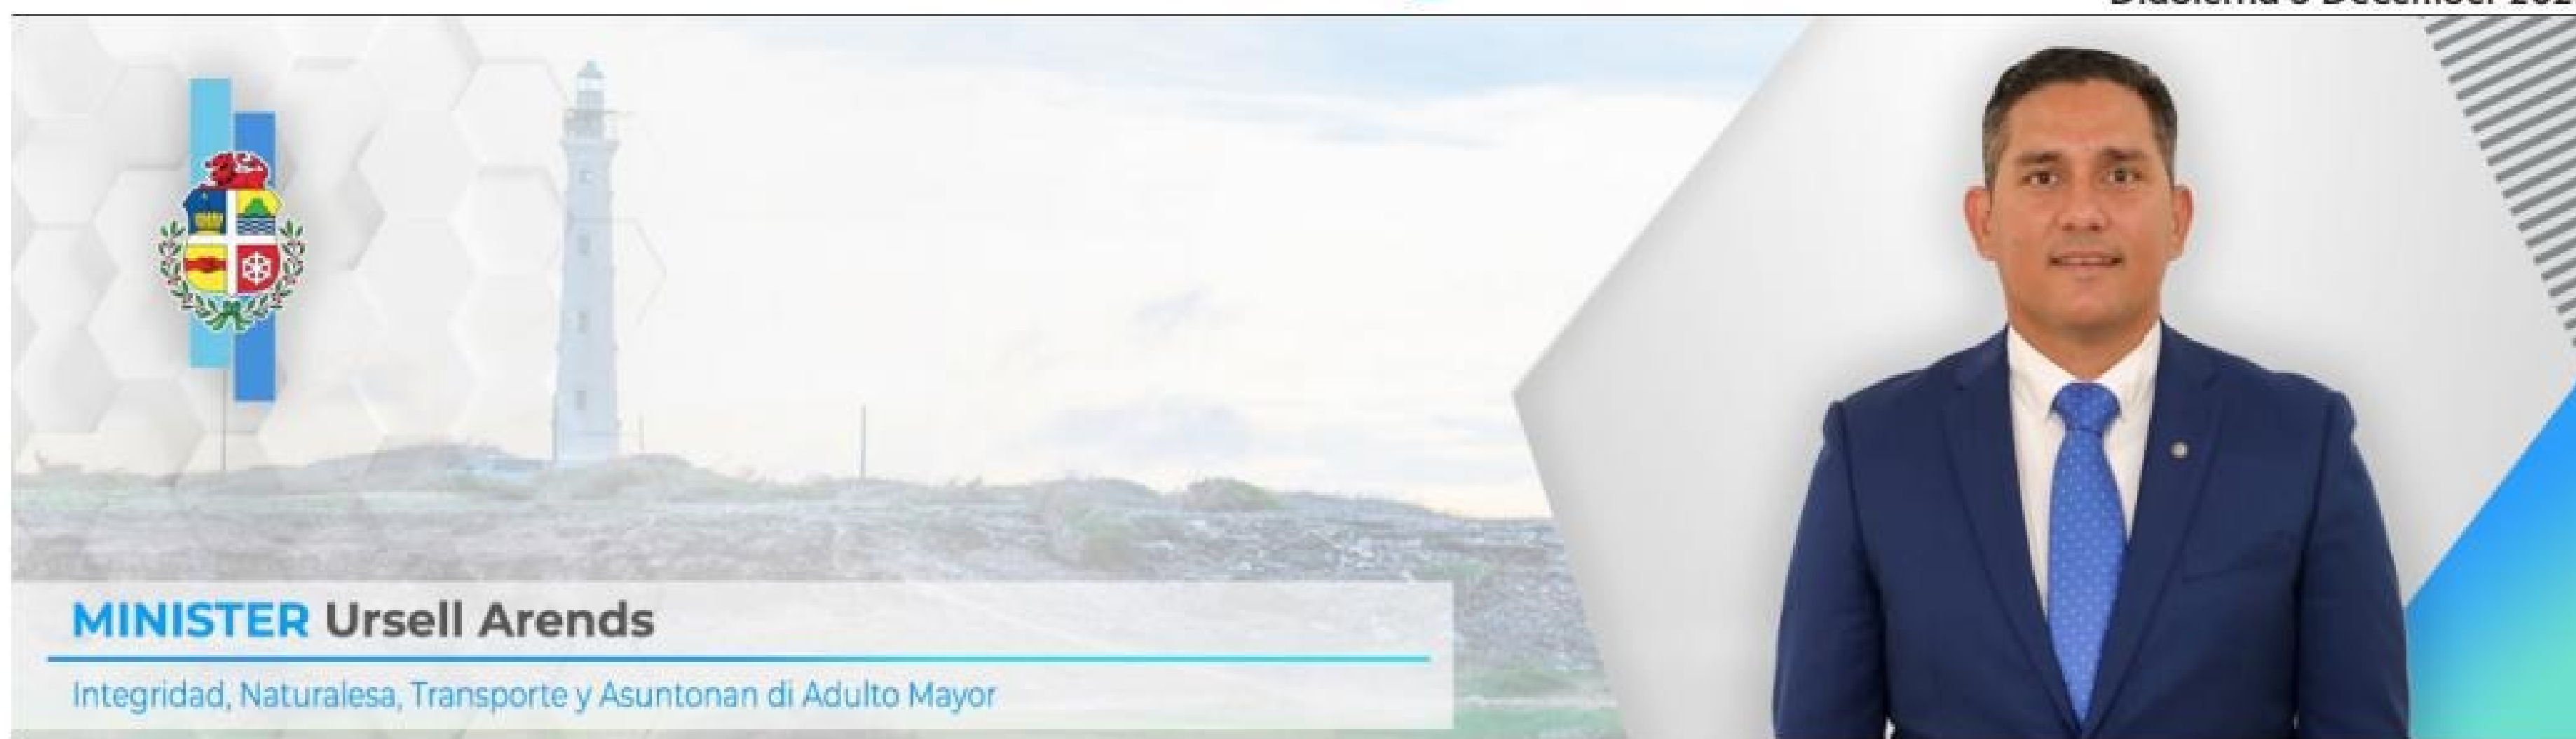 MINISTER Ursell Arends
Integridad, Naturalesa, Transporte y Asuntonan di Adulto Mayor